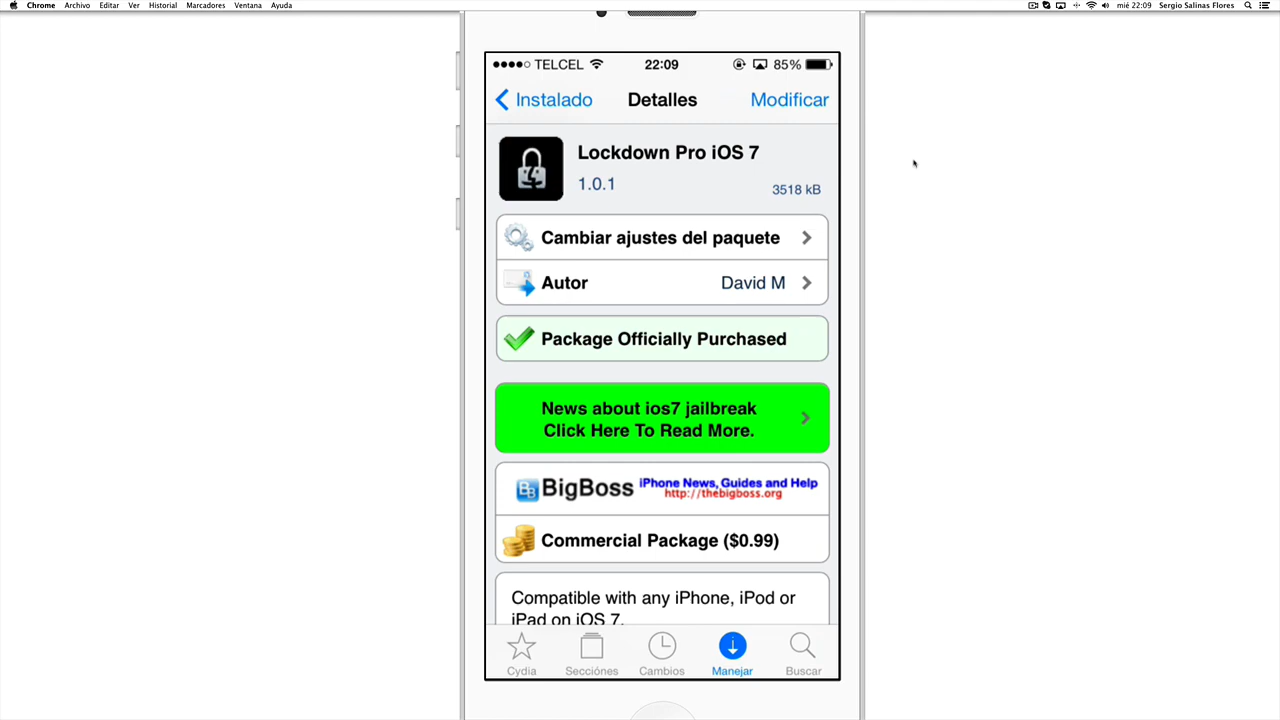 Chrome Archivo Editar Ver Historial Marcadores Ventana Ayuda mié 22:09 Sergio Salinas Flores
TELCEL 22:09 85%
Instalado Detalles Modificar
Lockdown Pro iOS 7
1.0.1 3518 kB
Cambiar ajustes del paquete
Autor David M
Package Officially Purchased
News about ios7 jailbreak
Click Here To Read More.
BB BigBoss iPhone News, Guides and Help
http://thebigboss.org
Commercial Package ($0.99)
Compatible with any iPhone, iPod or
iPad on iOS 7.
Cydia Secciónes Cambios Manejar Buscar